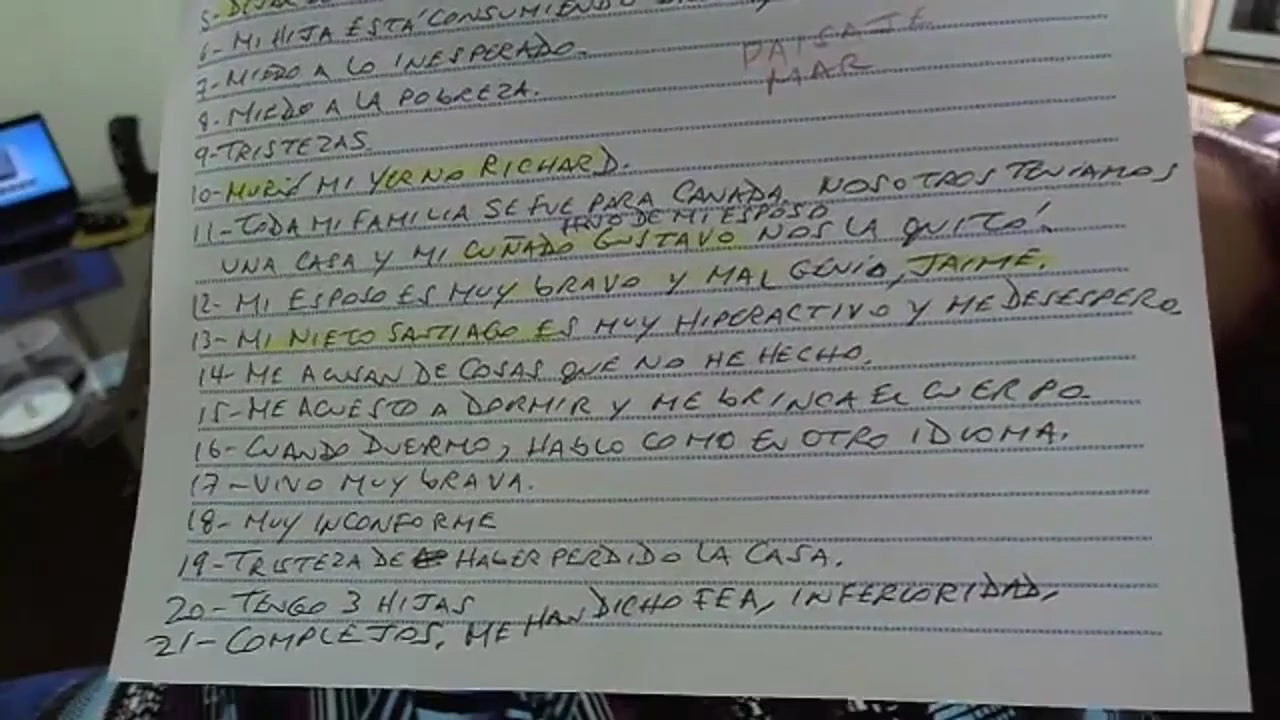 5- DEJAR
6- MI HIJA ESTÁ CONSUMIENDO
7- MIEDO A LO INESPERADO.
PAISAJE
MAR
8- MIEDO A LA POBREZA.
9- TRISTEZAS.
10- MURIÓ MI YERNO RICHARD.
11- TODA MI FAMILIA SE FUE PARA CANADA, NOSOTROS TENIAMOS
DE MI ESPOSO
UNA CASA Y MI CUÑADO GUSTAVO NOS LA QUITÓ.
12- MI ESPOSO ES MUY BRAVO Y MAL GENIO, JAIME.
13- MI NIETO SANTIAGO ES MUY HIPERACTIVO Y ME DESESPERO.
14- ME ACUSAN DE COSAS QUE NO HE HECHO.
15- ME ACUESTO A DORMIR Y ME BRINCA EL CUERPO.
16- CUANDO DUERMO, HABLO COMO EN OTRO IDIOMA.
17- VIVO MUY BRAVA.
18- MUY INCONFORME
19- TRISTEZA DE HABER PERDIDO LA CASA.
20- TENGO 3 HIJAS
21- COMPLEJOS. ME HAN DICHO FEA, INFERIORIDAD,